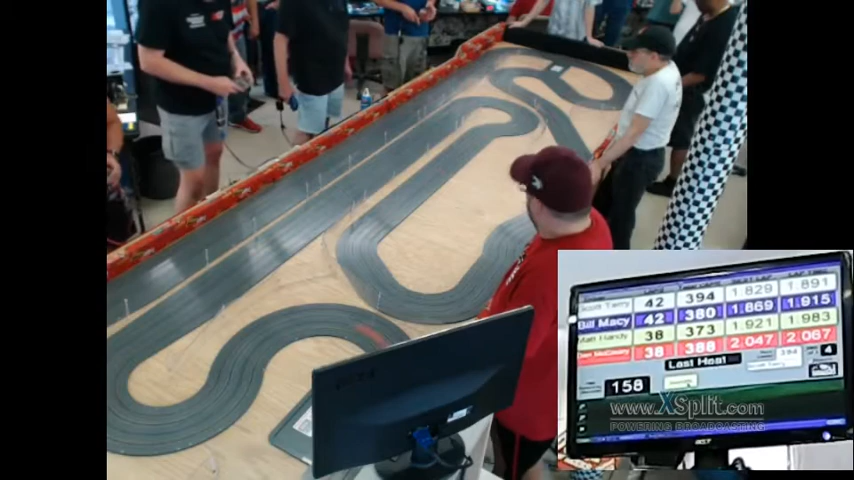 Scott Terry 42 394 1.829 1.891
Bill Macy 42 380 1.869 1.915
Matt Handy 38 373 1.921 1.983
38 388 2.047 2.067
Last Heat
394
4
158
www.XSplit.com
POWERING BROADCASTING
acer